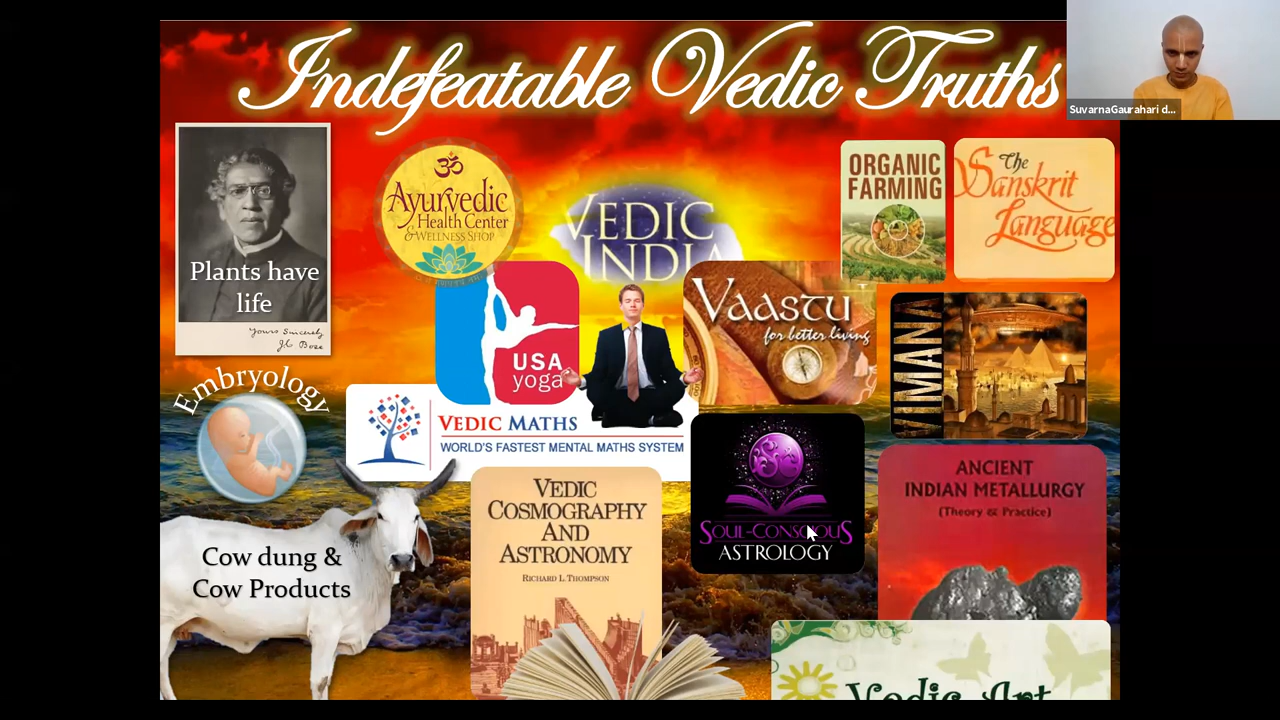 Indefeatable Vedic Truths
SuvarnaGaurahari d...
Plants have
life
Yours Sincerely
J.C. Bose
ॐ
Ayurvedic
Health Center
& WELLNESS SHOP
VEDIC
INDIA
ORGANIC
FARMING
The
Sanskrit
Language
USA
yoga
VAASTU
for better living
VIMANA
Embryology
VEDIC MATHS
WORLD'S FASTEST MENTAL MATHS SYSTEM
Cow dung &
Cow Products
VEDIC
COSMOGRAPHY
AND
ASTRONOMY
RICHARD L. THOMPSON
SOUL-CONSCIOUS
ASTROLOGY
ANCIENT
INDIAN METALLURGY
(Theory & Practice)
Vedic Art